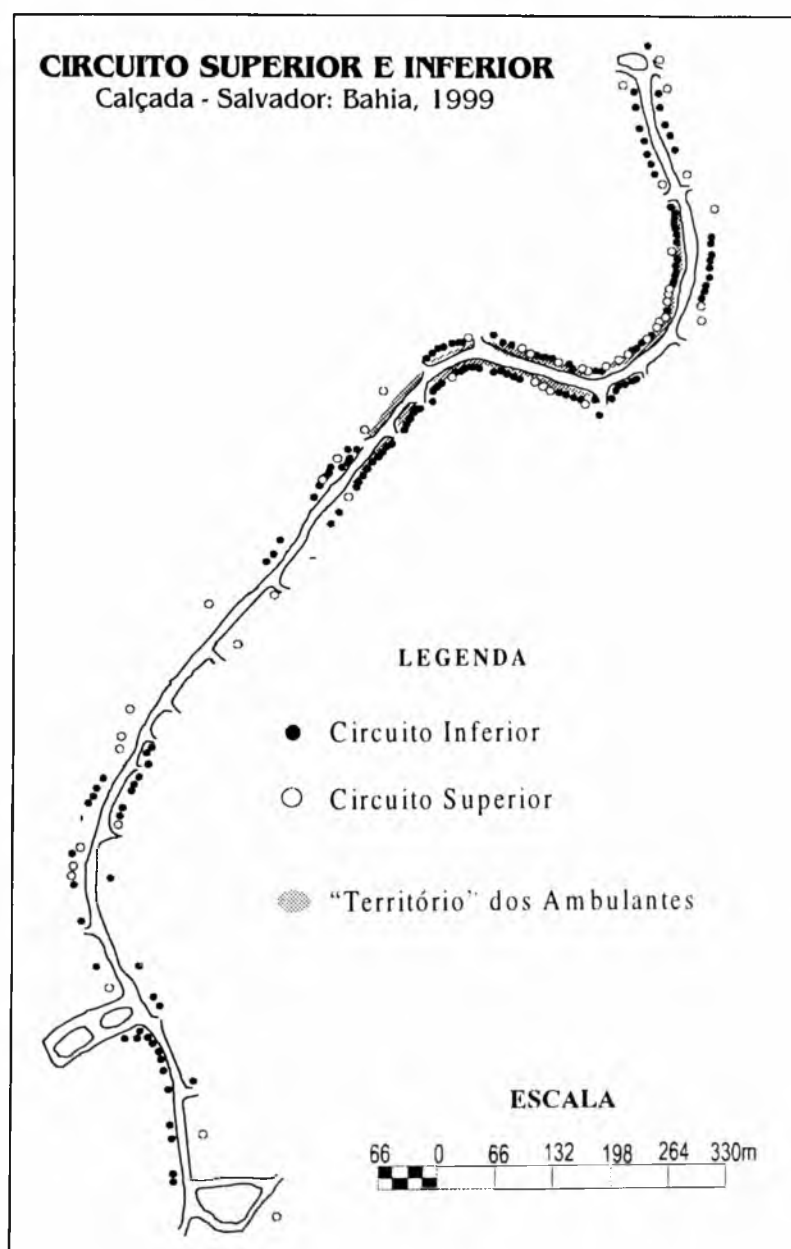 CIRCUITO SUPERIOR E INFERIOR
Calçada - Salvador: Bahia, 1999
LEGENDA
Circuito Inferior
Circuito Superior
“Território” dos Ambulantes
ESCALA
66 0 66 132 198 264 330m